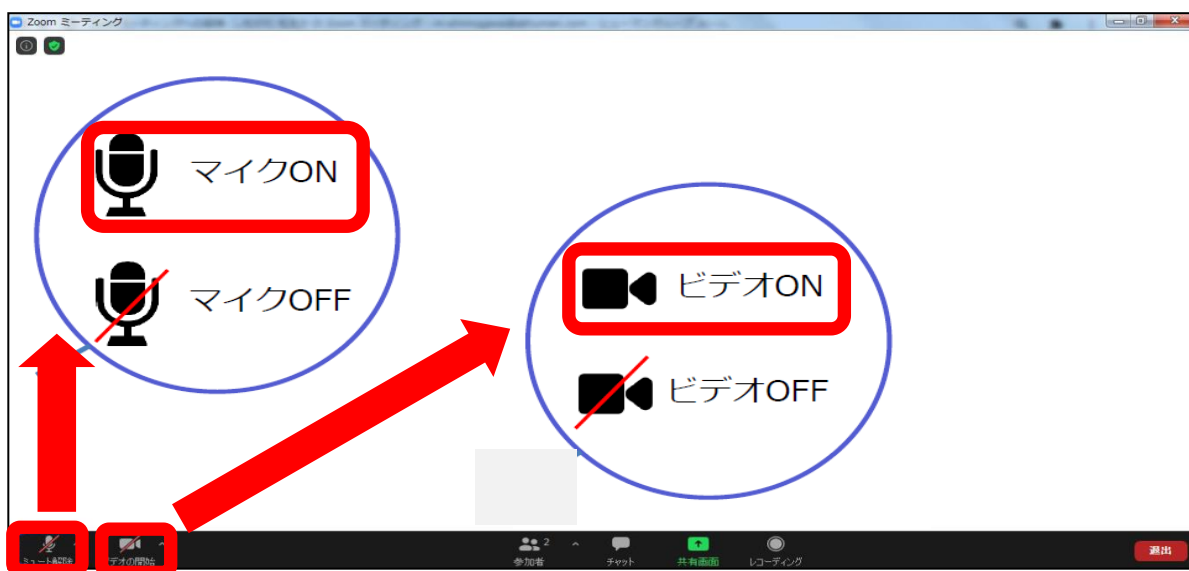 Zoom ミーティング
マイクON
マイクOFF
ビデオON
ビデオOFF
ミュート解除
デオの開始
2
参加者
チャット
共有画面
レコーディング
退出